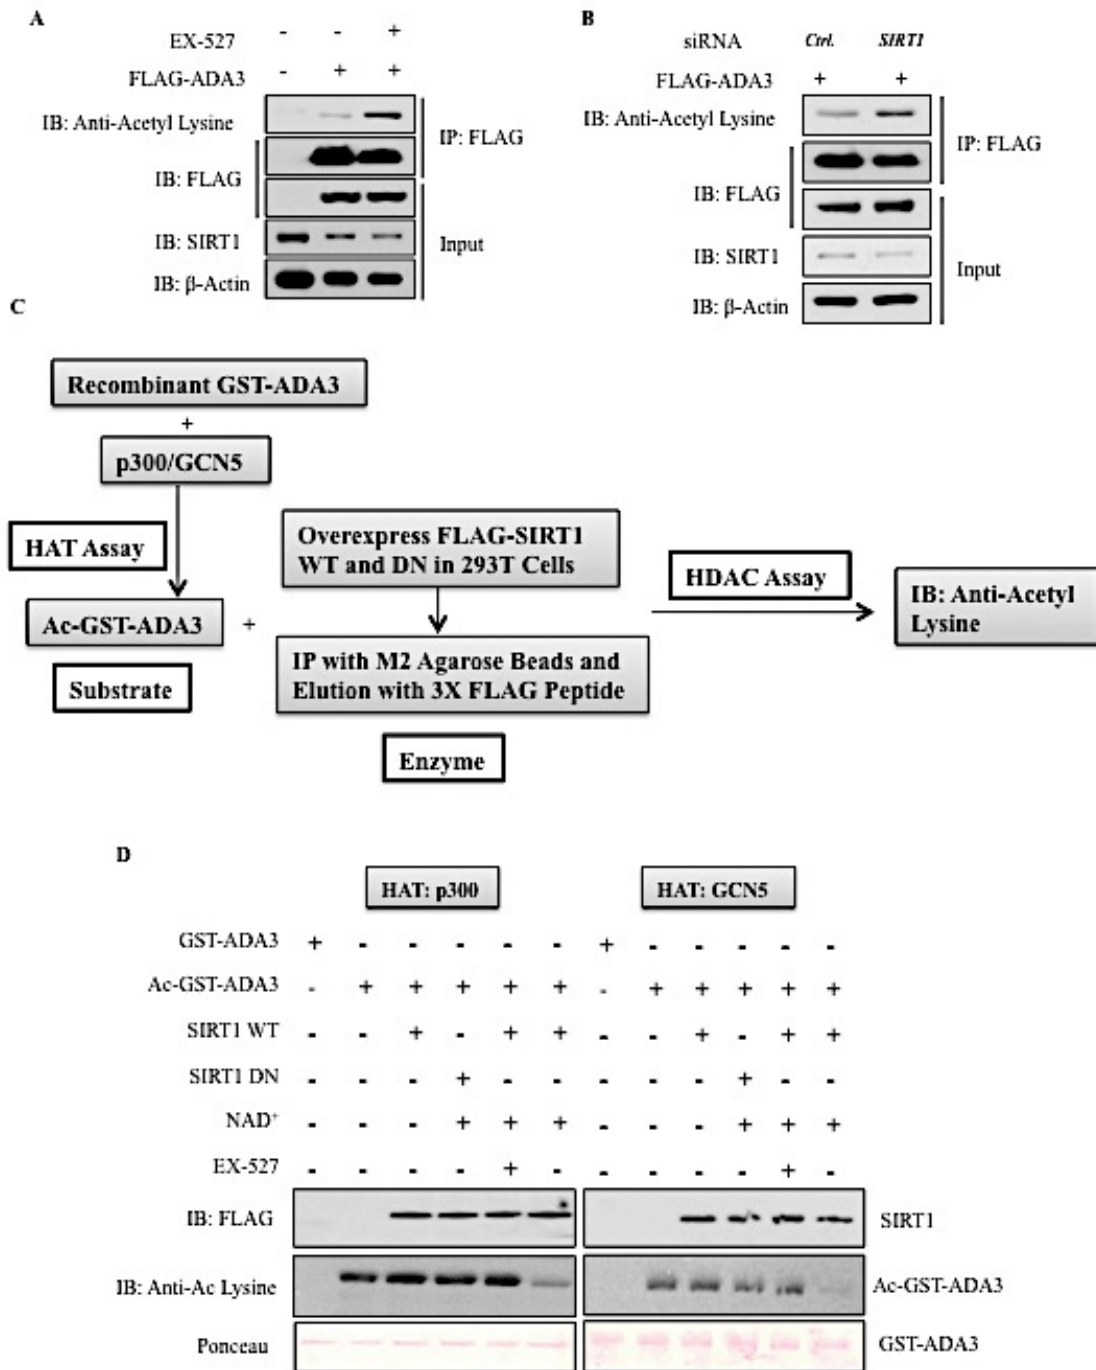 A
EX-527 - - +
FLAG-ADA3 - + +
IB: Anti-Acetyl Lysine
IP: FLAG
IB: FLAG
IB: SIRT1
Input
IB: β-Actin
B
siRNA Ctrl. SIRT1
FLAG-ADA3 + +
IB: Anti-Acetyl Lysine
IP: FLAG
IB: FLAG
IB: SIRT1
Input
IB: β-Actin
C
Recombinant GST-ADA3
+
p300/GCN5
HAT Assay
Ac-GST-ADA3
+
Substrate
Overexpress FLAG-SIRT1
WT and DN in 293T Cells
IP with M2 Agarose Beads and
Elution with 3X FLAG Peptide
Enzyme
HDAC Assay
IB: Anti-Acetyl
Lysine
D
HAT: p300 HAT: GCN5
GST-ADA3 + - - - - - + - - - - -
Ac-GST-ADA3 - + + + + + - + + + + +
SIRT1 WT - - + - + + - - + - + +
SIRT1 DN - - - + - - - - - + - -
NAD⁺ - - - + + + - - - + + +
EX-527 - - - - + - - - - - + -
IB: FLAG SIRT1
IB: Anti-Ac Lysine Ac-GST-ADA3
Ponceau GST-ADA3